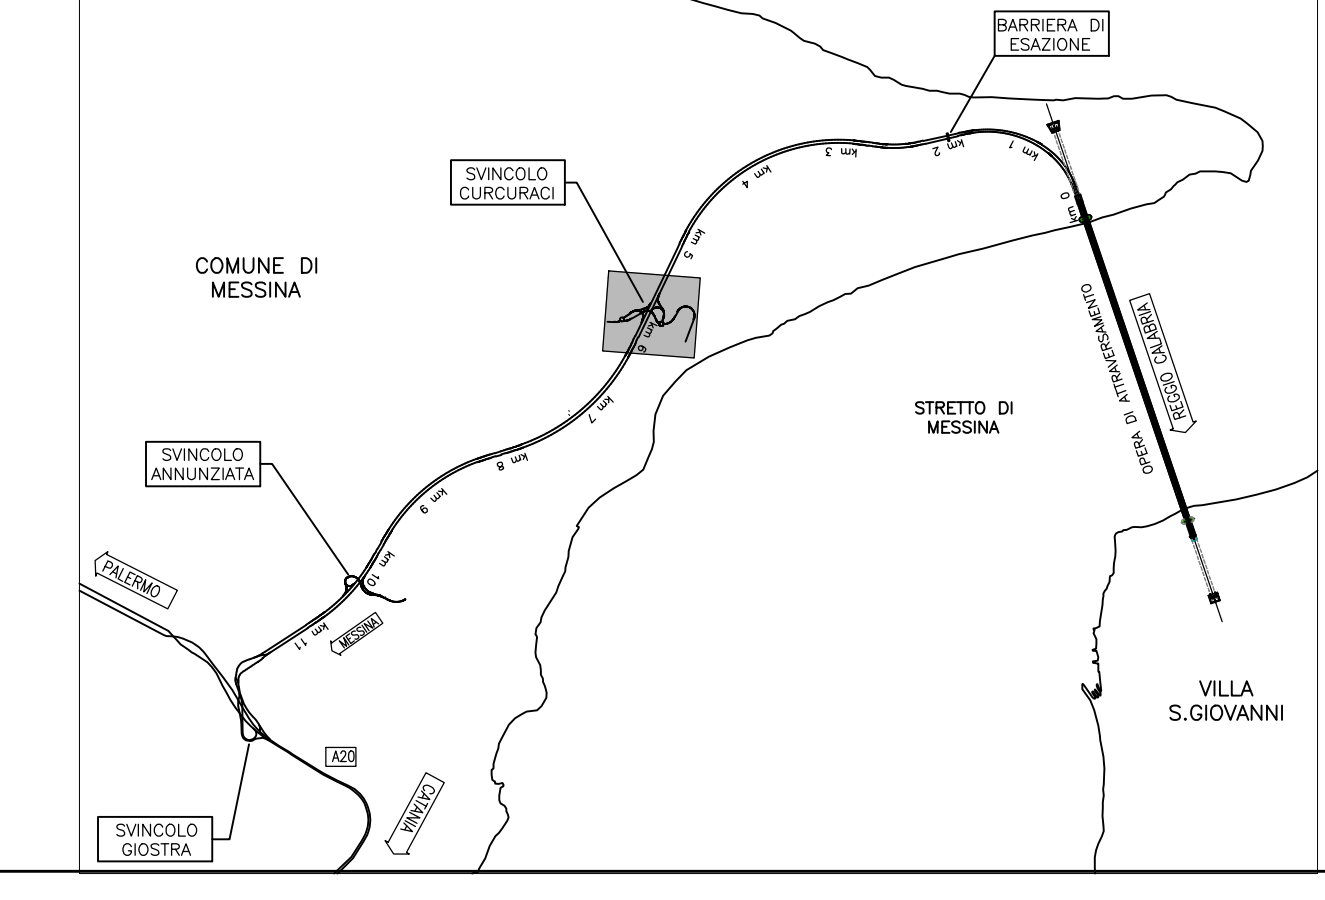 BARRIERA DI
ESAZIONE
SVINCOLO
CURCURACI
COMUNE DI
MESSINA
km 0
km 1
km 2
km 3
km 4
km 5
km 6
km 7
km 8
km 9
km 10
km 11
OPERA DI ATTRAVERSAMENTO
REGGIO CALABRIA
STRETTO DI
MESSINA
SVINCOLO
ANNUNZIATA
PALERMO
MESSINA
VILLA
S.GIOVANNI
A20
CATANIA
SVINCOLO
GIOSTRA